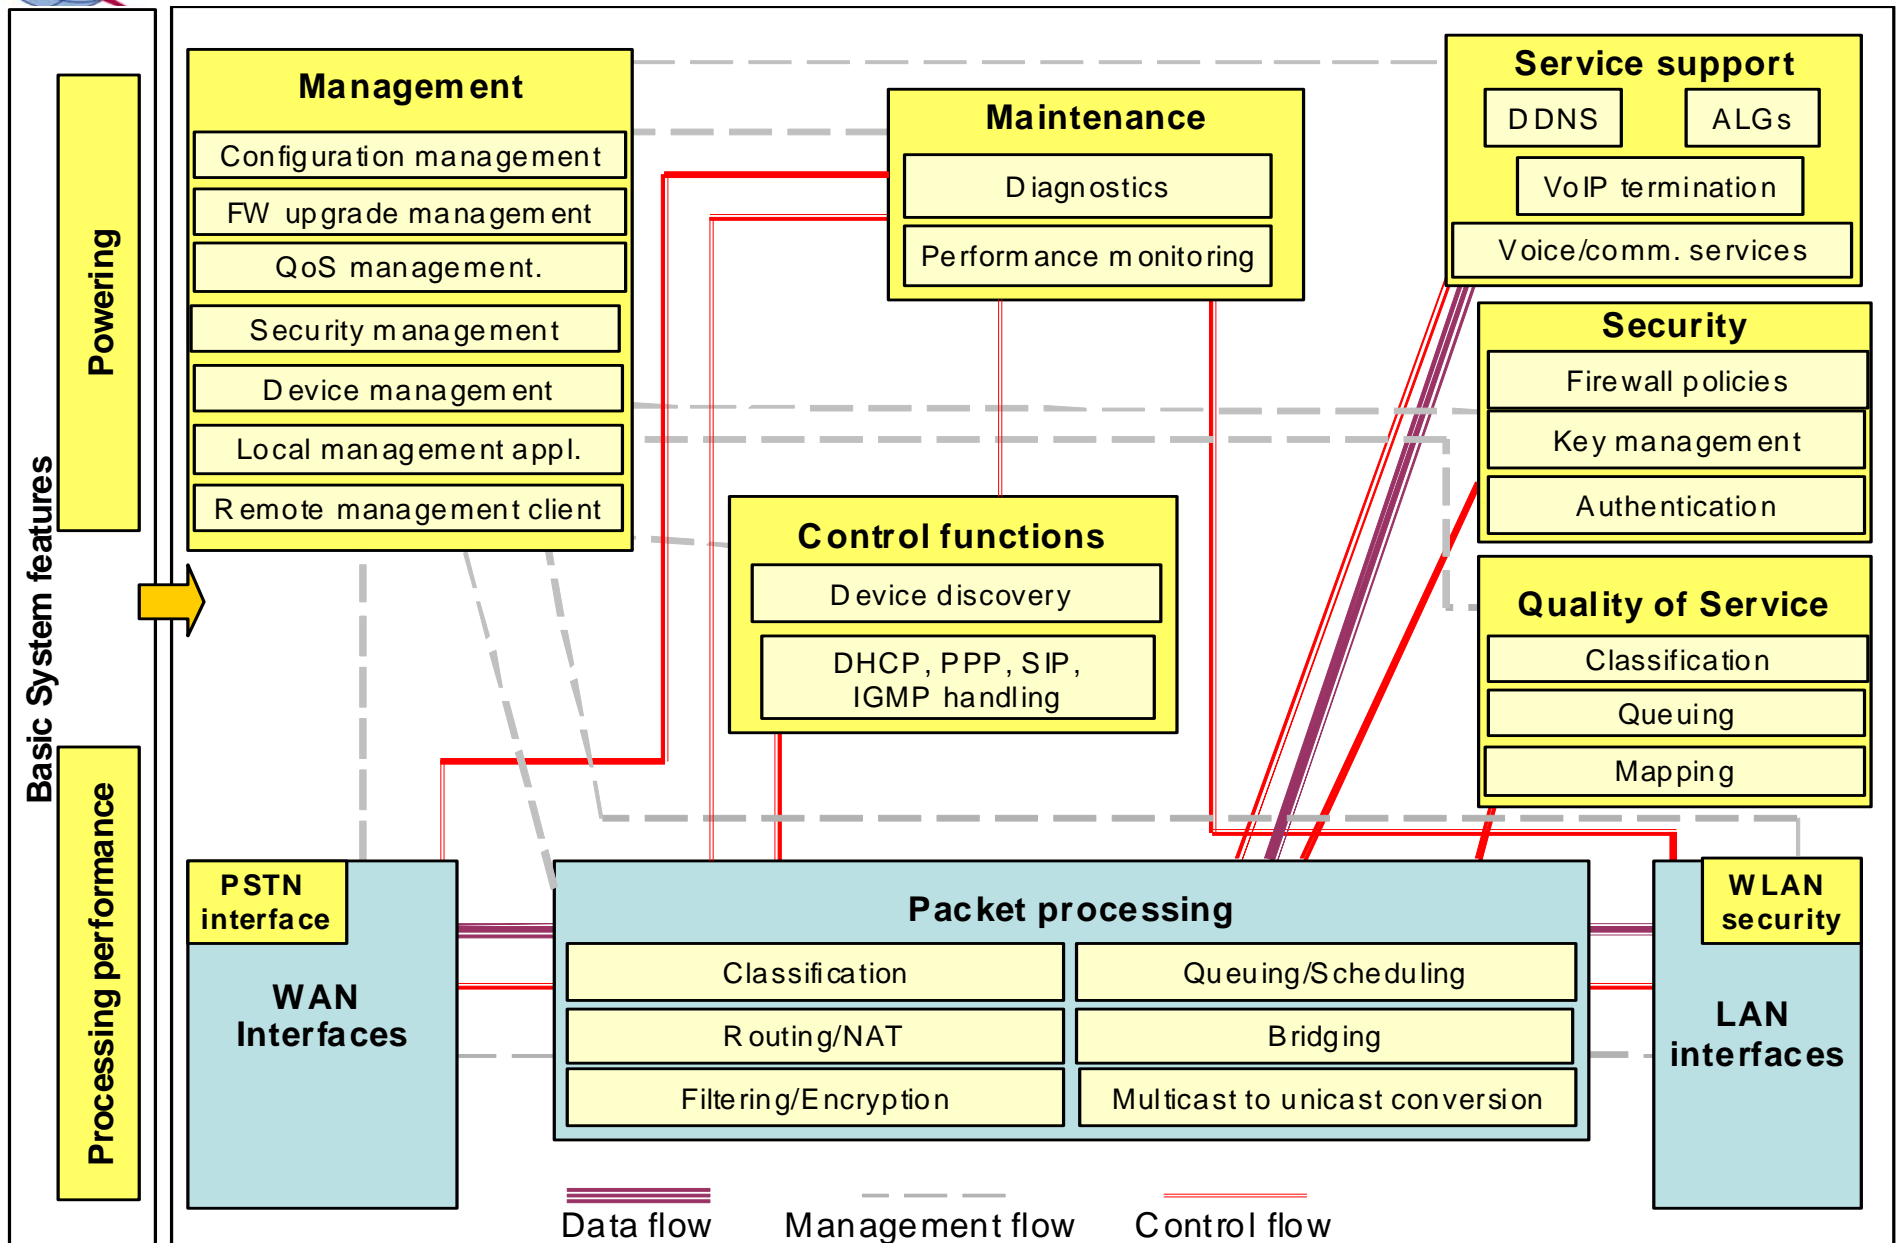 Basic System features
Powering
Processing performance
Management
Configuration management
FW upgrade management
QoS management.
Security management
Device management
Local management appl.
Remote management client
Maintenance
Diagnostics
Performance monitoring
Service support
DDNS
ALGs
VoIP termination
Voice/comm. services
Security
Firewall policies
Key management
Authentication
Control functions
Device discovery
DHCP, PPP, SIP,
IGMP handling
Quality of Service
Classification
Queuing
Mapping
PSTN
interface
WAN
Interfaces
Packet processing
Classification
Queuing/Scheduling
Routing/NAT
Bridging
Filtering/Encryption
Multicast to unicast conversion
WLAN
security
LAN
interfaces
Data flow
Management flow
Control flow